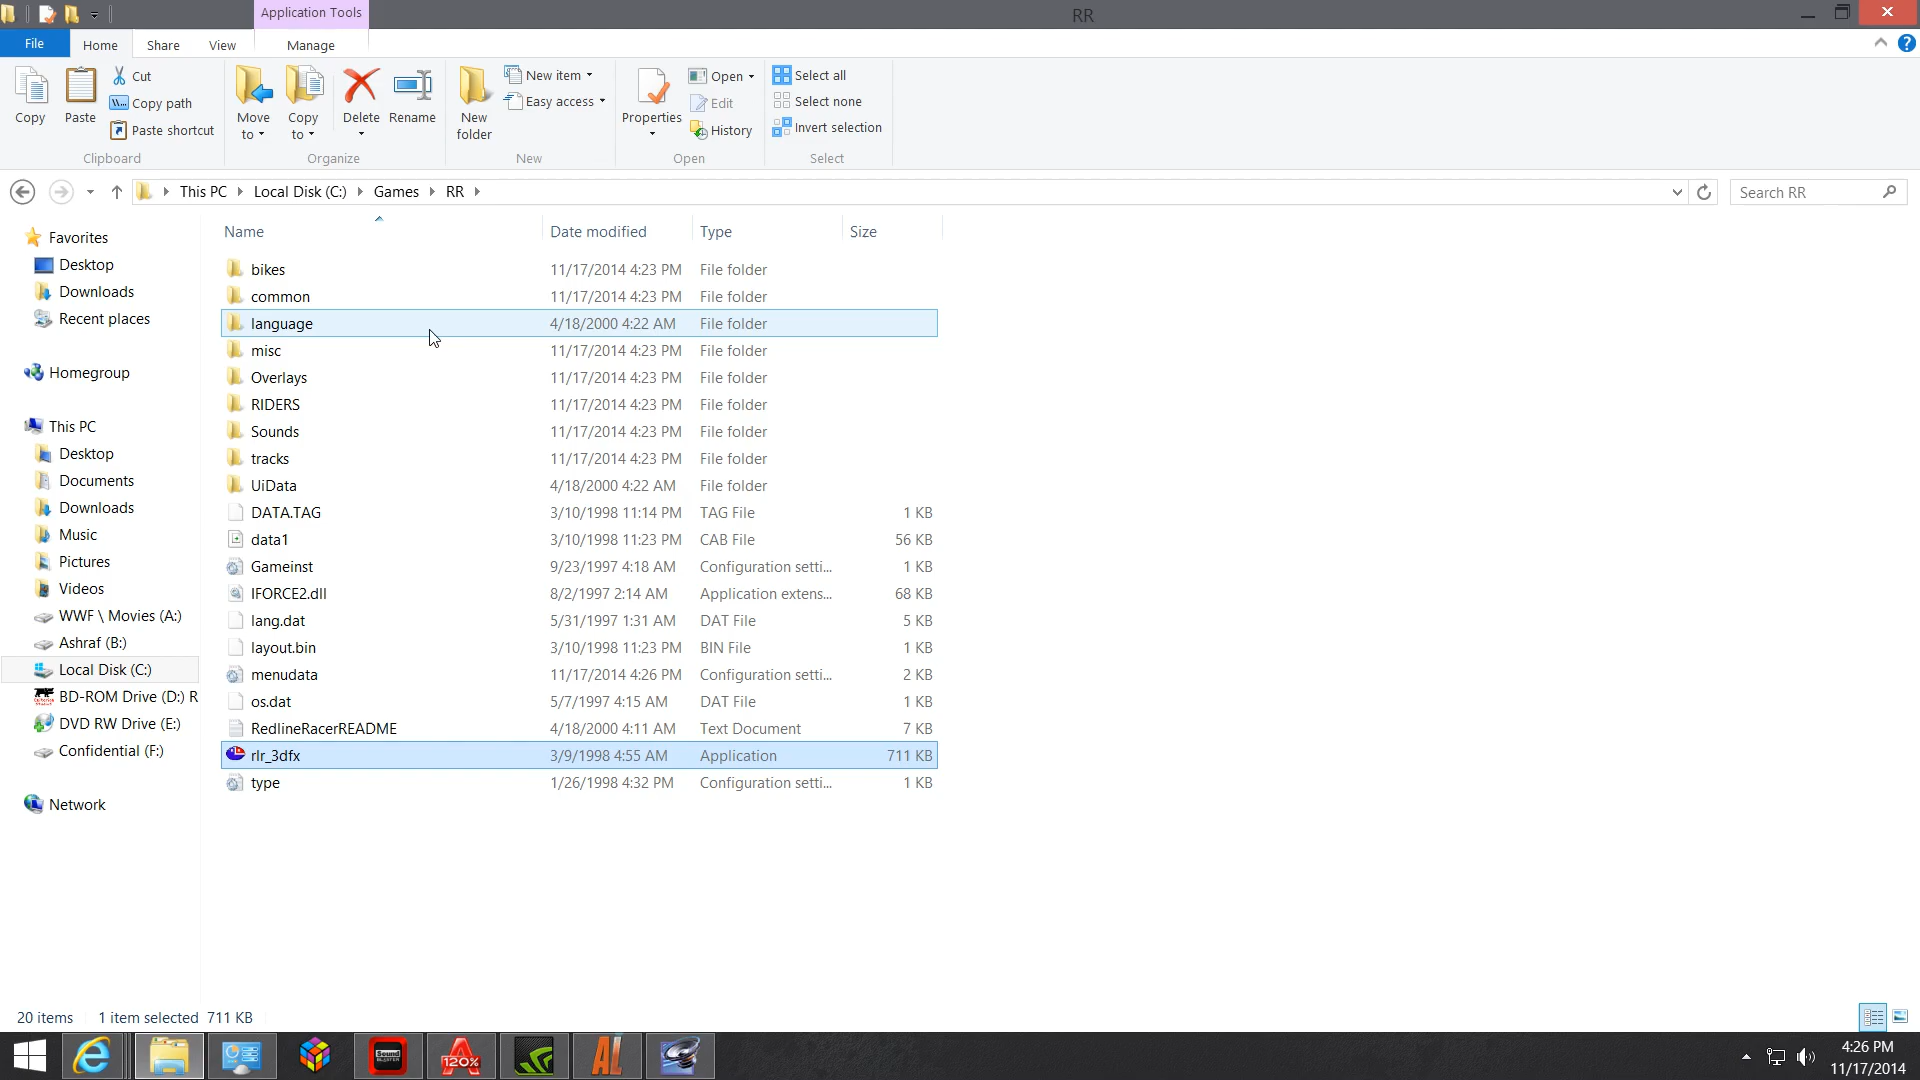 Application Tools
RR
File Home Share View Manage
Copy
Paste
Cut
Copy path
Paste shortcut
Clipboard
Move to
Copy to
Delete
Rename
Organize
New folder
New item
Easy access
New
Properties
Open
Edit
History
Open
Select all
Select none
Invert selection
Select
This PC Local Disk (C:) Games RR
Search RR
Favorites
Desktop
Downloads
Recent places
Homegroup
This PC
Desktop
Documents
Downloads
Music
Pictures
Videos
WWF \ Movies (A:)
Ashraf (B:)
Local Disk (C:)
BD-ROM Drive (D:) R
DVD RW Drive (E:)
Confidential (F:)
Network
Name Date modified Type Size
bikes 11/17/2014 4:23 PM File folder
common 11/17/2014 4:23 PM File folder
language 4/18/2000 4:22 AM File folder
misc 11/17/2014 4:23 PM File folder
Overlays 11/17/2014 4:23 PM File folder
RIDERS 11/17/2014 4:23 PM File folder
Sounds 11/17/2014 4:23 PM File folder
tracks 11/17/2014 4:23 PM File folder
UiData 4/18/2000 4:22 AM File folder
DATA.TAG 3/10/1998 11:14 PM TAG File 1 KB
data1 3/10/1998 11:23 PM CAB File 56 KB
Gameinst 9/23/1997 4:18 AM Configuration setti... 1 KB
IFORCE2.dll 8/2/1997 2:14 AM Application extens... 68 KB
lang.dat 5/31/1997 1:31 AM DAT File 5 KB
layout.bin 3/10/1998 11:23 PM BIN File 1 KB
menudata 11/17/2014 4:26 PM Configuration setti... 2 KB
os.dat 5/7/1997 4:15 AM DAT File 1 KB
RedlineRacerREADME 4/18/2000 4:11 AM Text Document 7 KB
rlr_3dfx 3/9/1998 4:55 AM Application 711 KB
type 1/26/1998 4:32 PM Configuration setti... 1 KB
20 items 1 item selected 711 KB
Sound BLASTER
120%
AL
4:26 PM
11/17/2014